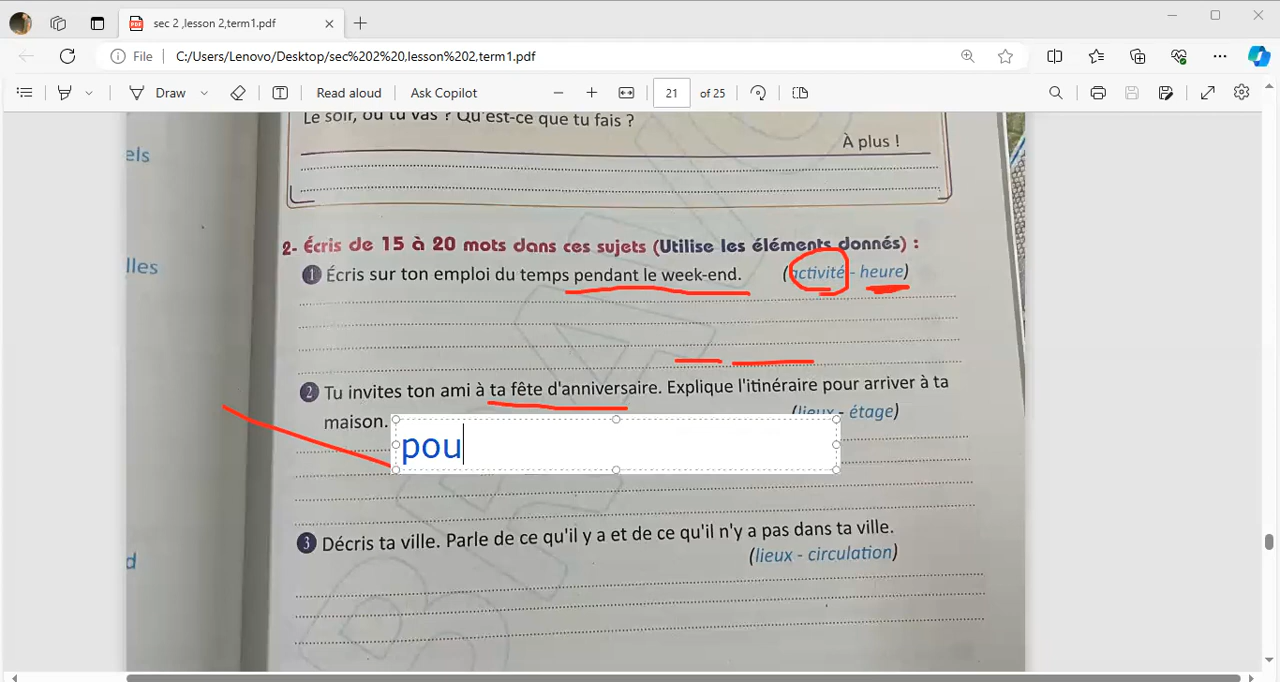 sec 2 ,lesson 2,term1.pdf
File C:/Users/Lenovo/Desktop/sec%202%20,lesson%202,term1.pdf
Draw Read aloud Ask Copilot 21 of 25
Le soir, où tu vas ? Qu'est-ce que tu fais ?
À plus !
els
2- Écris de 15 à 20 mots dans ces sujets (Utilise les éléments donnés) :
lles
1 Écris sur ton emploi du temps pendant le week-end. (activité - heure)
2 Tu invites ton ami à ta fête d'anniversaire. Explique l'itinéraire pour arriver à ta
maison. (lieux - étage)
pou
3 Décris ta ville. Parle de ce qu'il y a et de ce qu'il n'y a pas dans ta ville.
d
(lieux - circulation)